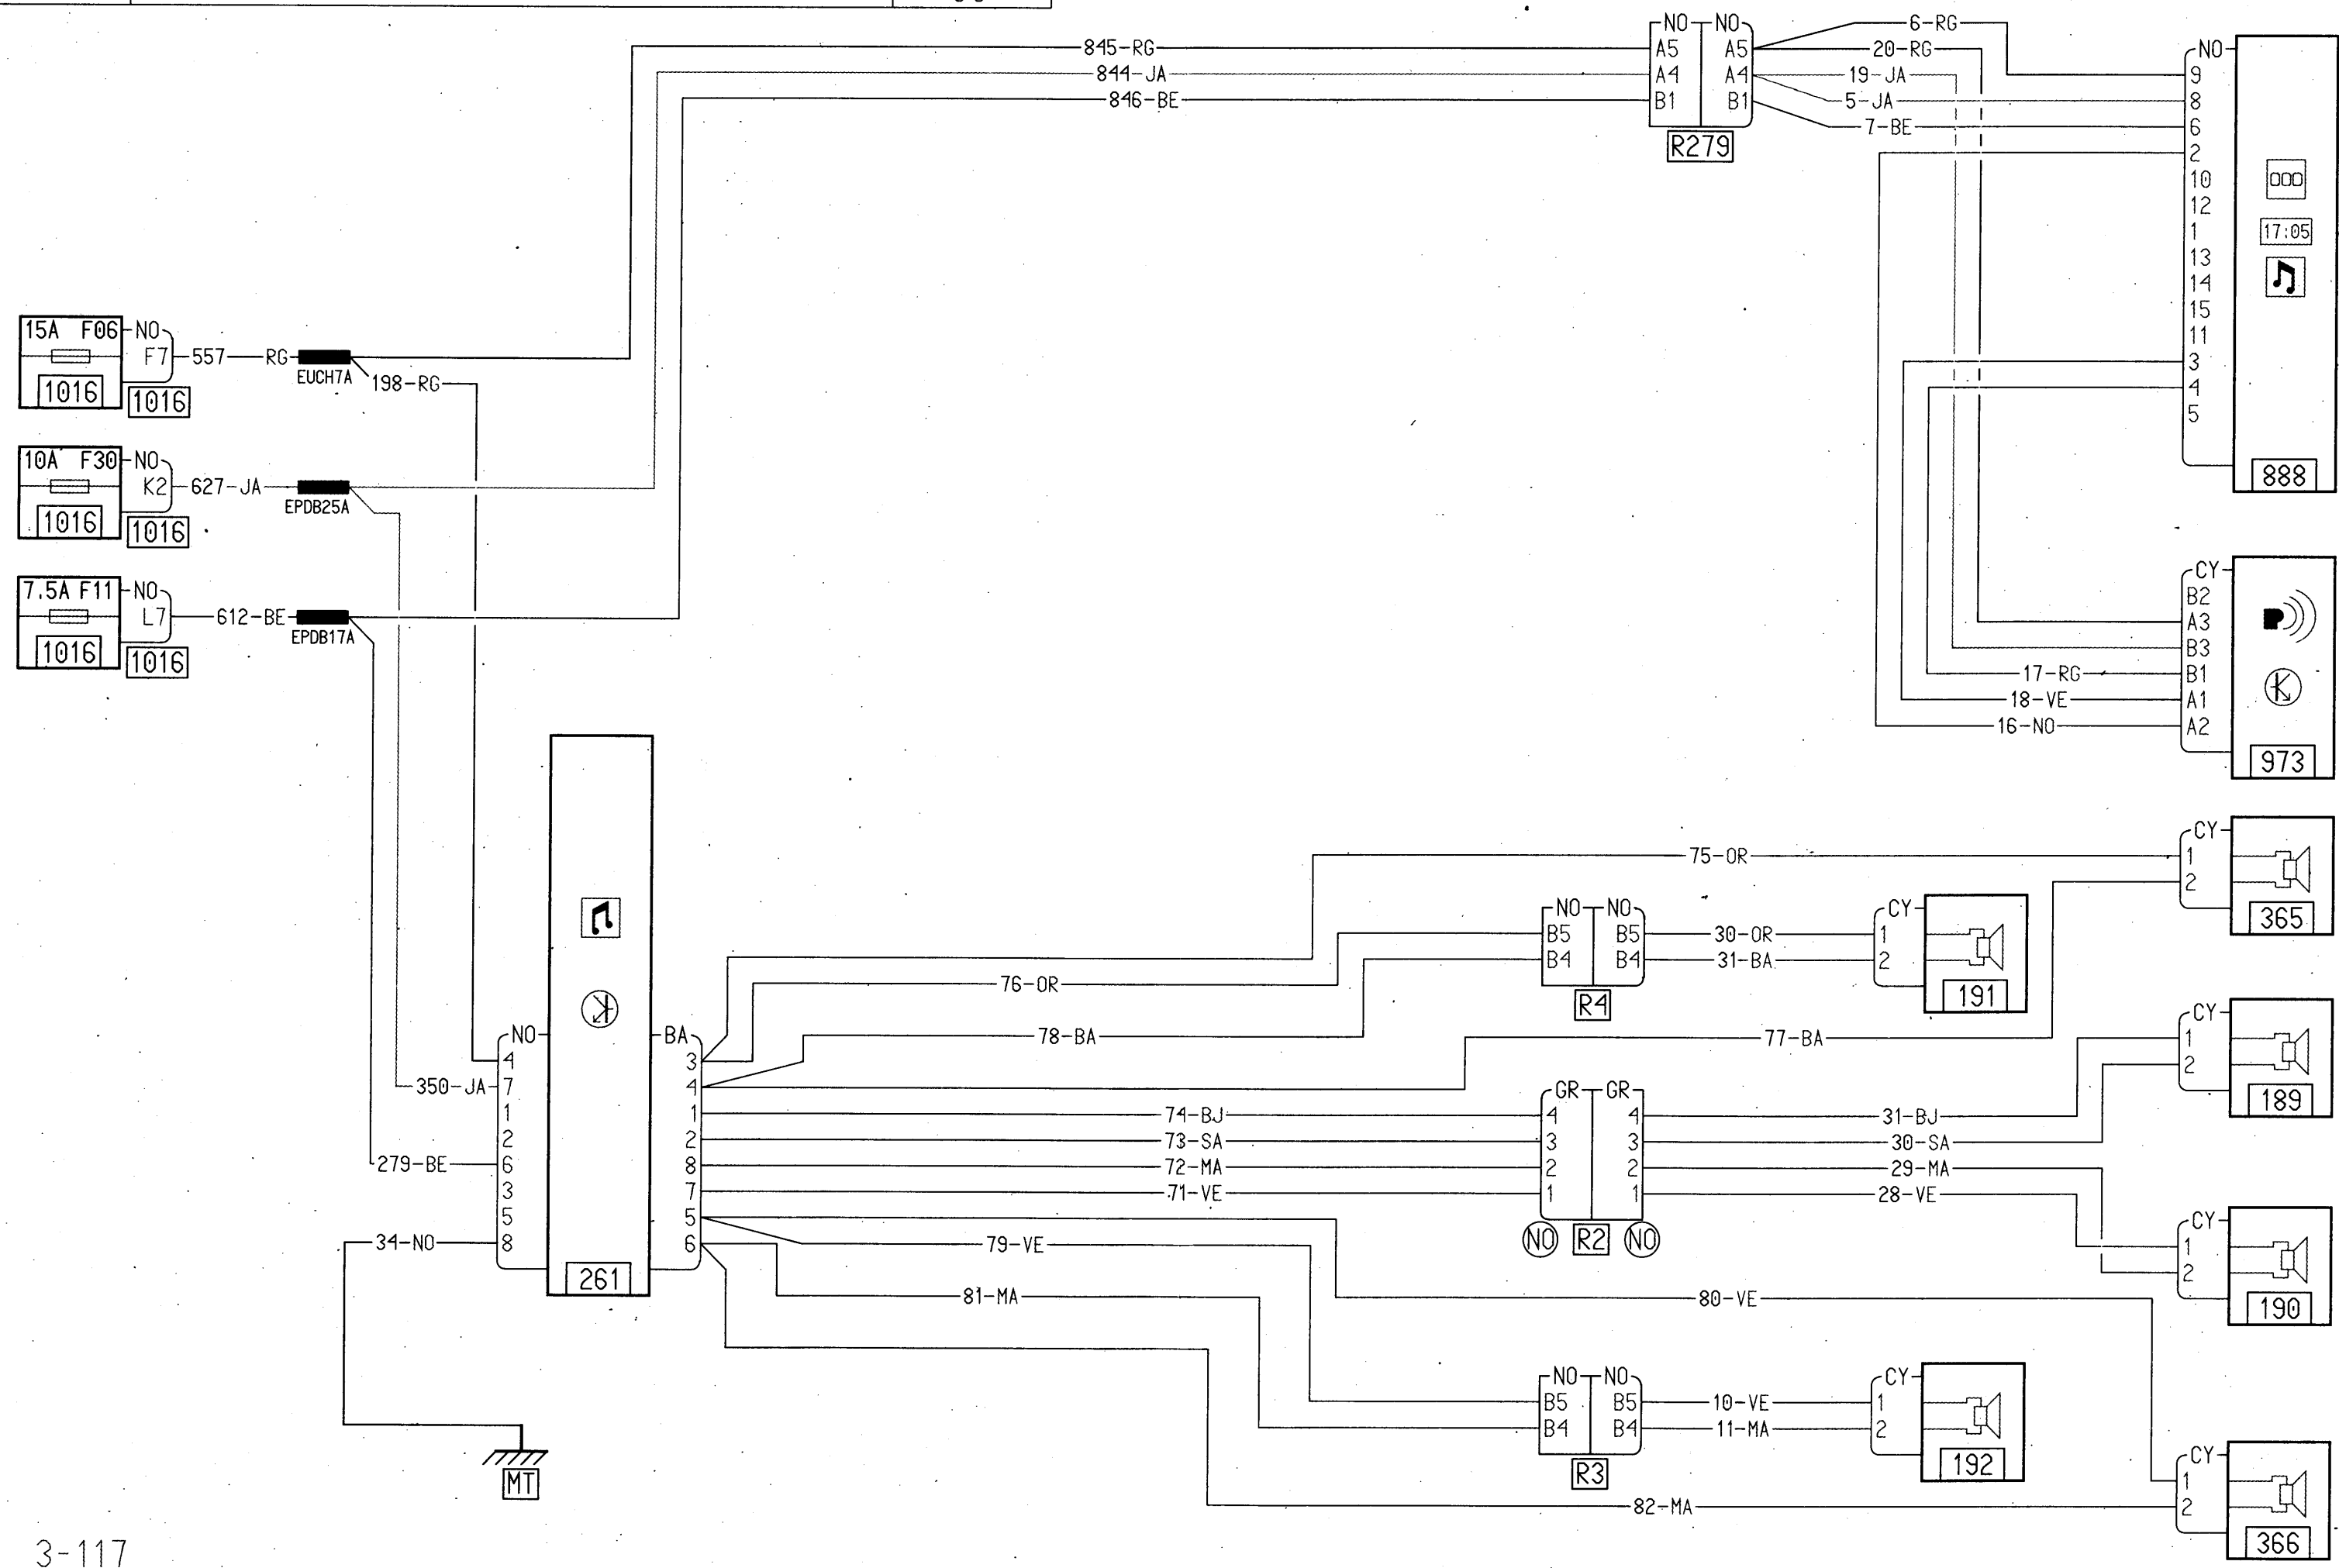 NO NO
845-RG A5 A5 6-RG
844-JA A4 A4 20-RG
846-BE B1 B1 19-JA
5-JA
7-BE
R279
NO
9
8
6
2
10
12
1
13
14
15
11
3
4
5
17:05
888
15A F06 NO
F7 557 RG
EUCH7A
198-RG
1016 1016
10A F30 NO
K2 627-JA
EPDB25A
1016 1016
7.5A F11 NO
L7 612-BE
EPDB17A
1016 1016
CY
B2
A3
B3
17-RG B1
18-VE A1
16-NO A2
P
973
NO
4
350-JA 7
1
2
279-BE 6
3
5
34-NO 8
261
BA
3
4
1
2
8
7
5
6
MT
75-OR
CY
1
2
365
76-OR
NO NO
B5 B5 30-OR
B4 B4 31-BA
R4
CY
1
2
191
78-BA
77-BA
CY
1
2
189
GR GR
74-BJ 4 4 31-BJ
73-SA 3 3 30-SA
72-MA 2 2 29-MA
71-VE 1 1 28-VE
NO R2 NO
CY
1
2
190
79-VE
81-MA
80-VE
NO NO
B5 B5 10-VE
B4 B4 11-MA
R3
CY
1
2
192
82-MA
CY
1
2
366
3-117